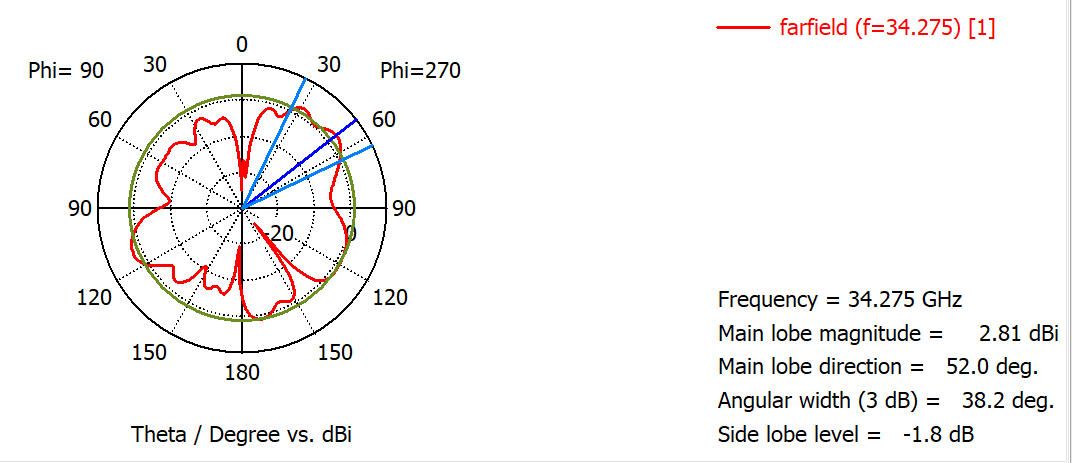 farfield (f=34.275) [1]
0
Phi= 90
30
30
Phi=270
60
60
90
90
-20
0
120
120
150
150
180
Frequency = 34.275 GHz
Main lobe magnitude = 2.81 dBi
Main lobe direction = 52.0 deg.
Angular width (3 dB) = 38.2 deg.
Side lobe level = -1.8 dB
Theta / Degree vs. dBi